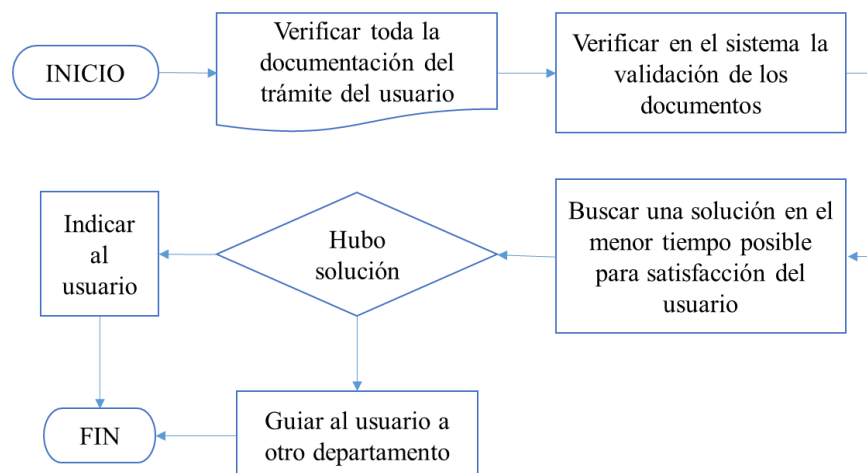 INICIO
Verificar toda la
documentación del
trámite del usuario
Verificar en el sistema la
validación de los
documentos
Buscar una solución en el
menor tiempo posible
para satisfacción del
usuario
Hubo
solución
Indicar
al
usuario
Guiar al usuario a
otro departamento
FIN